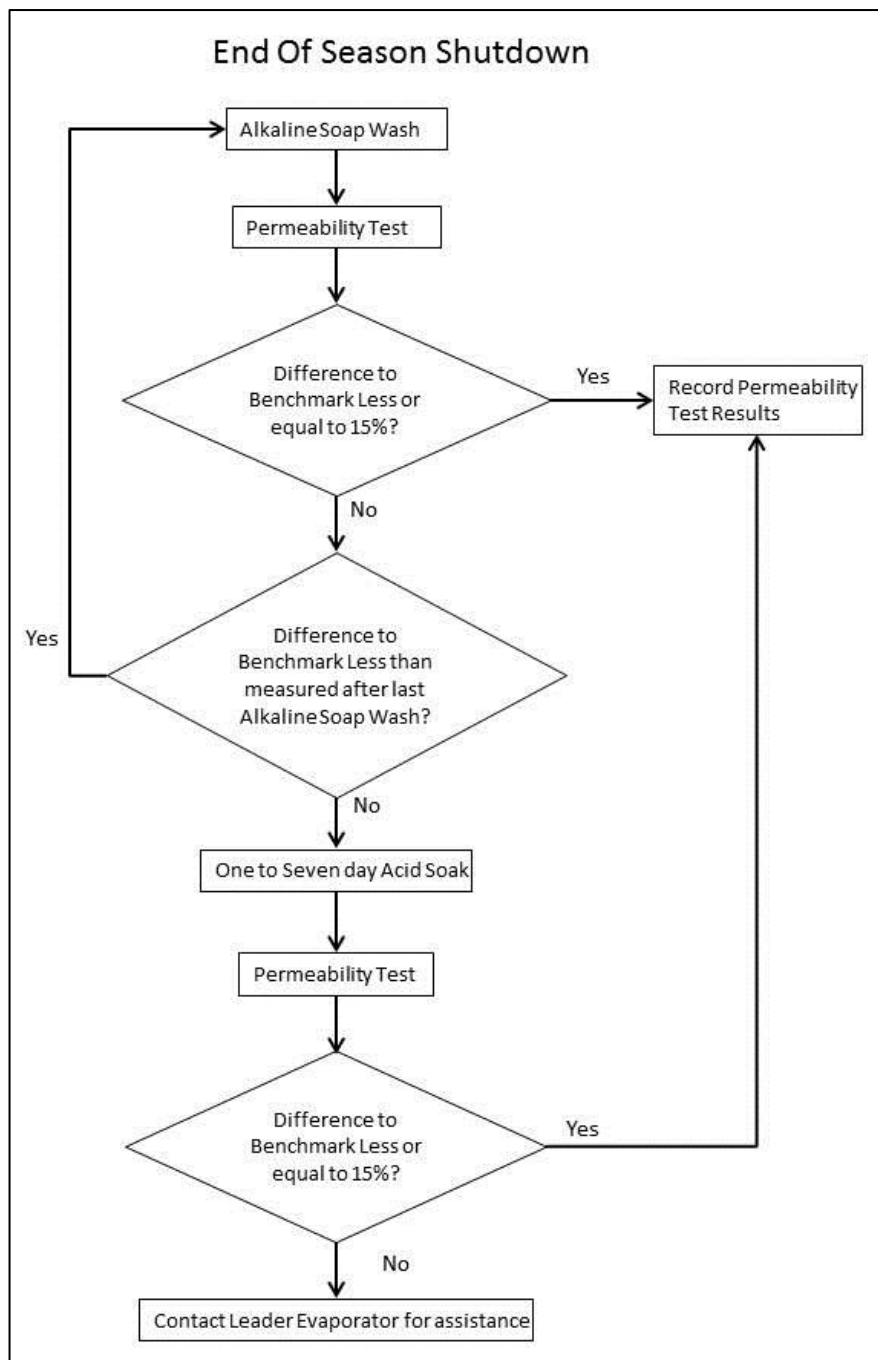 End Of Season Shutdown
Alkaline Soap Wash
Permeability Test
Difference to
Benchmark Less or
equal to 15%?
Yes
Record Permeability
Test Results
No
Yes
Difference to
Benchmark Less than
measured after last
Alkaline Soap Wash?
No
One to Seven day Acid Soak
Permeability Test
Difference to
Benchmark Less or
equal to 15%?
Yes
No
Contact Leader Evaporator for assistance